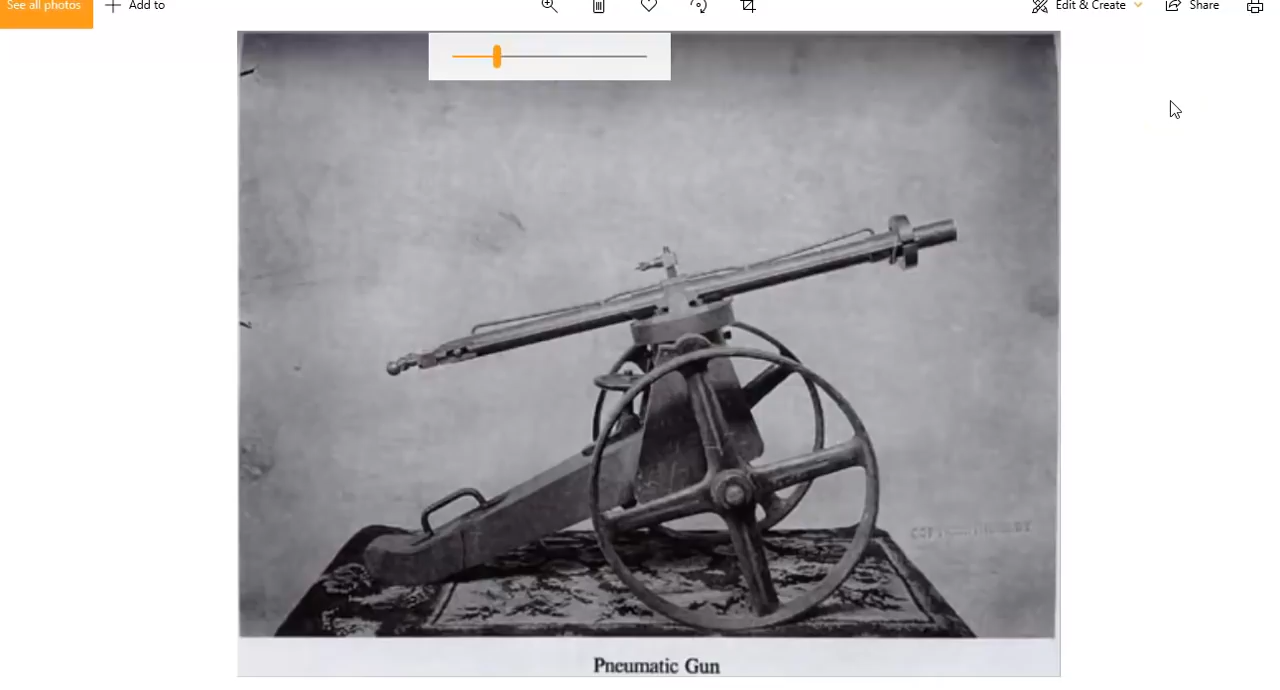 See all photos
Add to
Edit & Create
Share
Pneumatic Gun